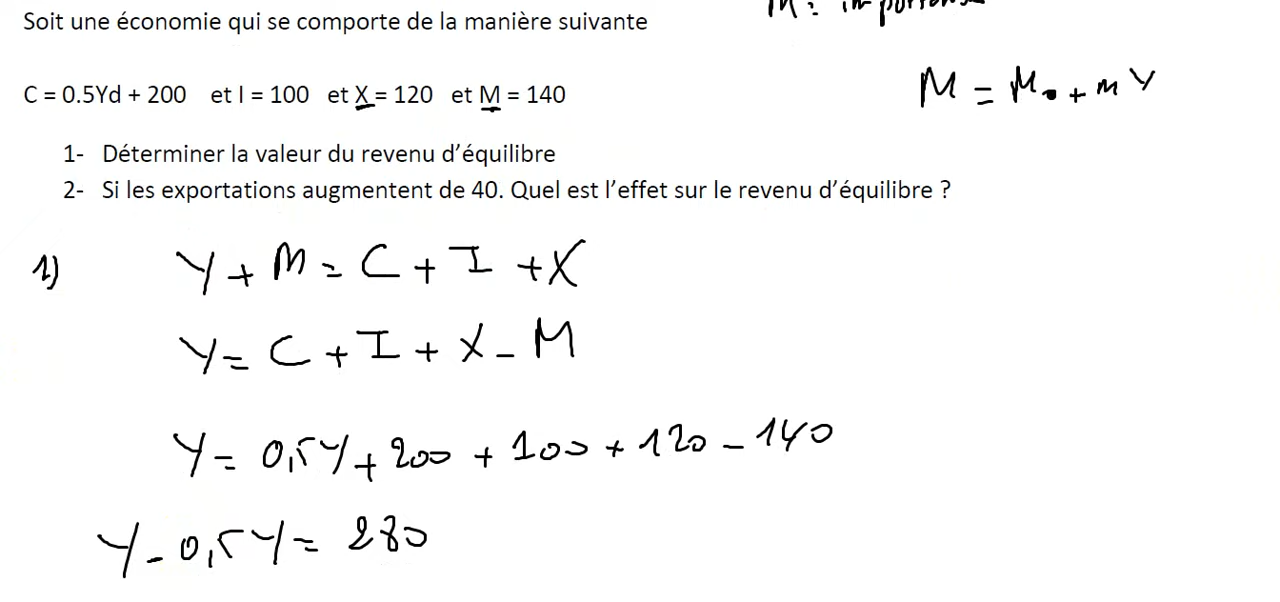 Soit une économie qui se comporte de la manière suivante
M :
C = 0.5Yd + 200 et I = 100 et X = 120 et M = 140
M = M₀ + mY
1- Déterminer la valeur du revenu d’équilibre
2- Si les exportations augmentent de 40. Quel est l’effet sur le revenu d’équilibre ?
1) Y + M = C + I + X
Y = C + I + X - M
Y = 0,5Y + 200 + 100 + 120 - 140
Y - 0,5Y = 280